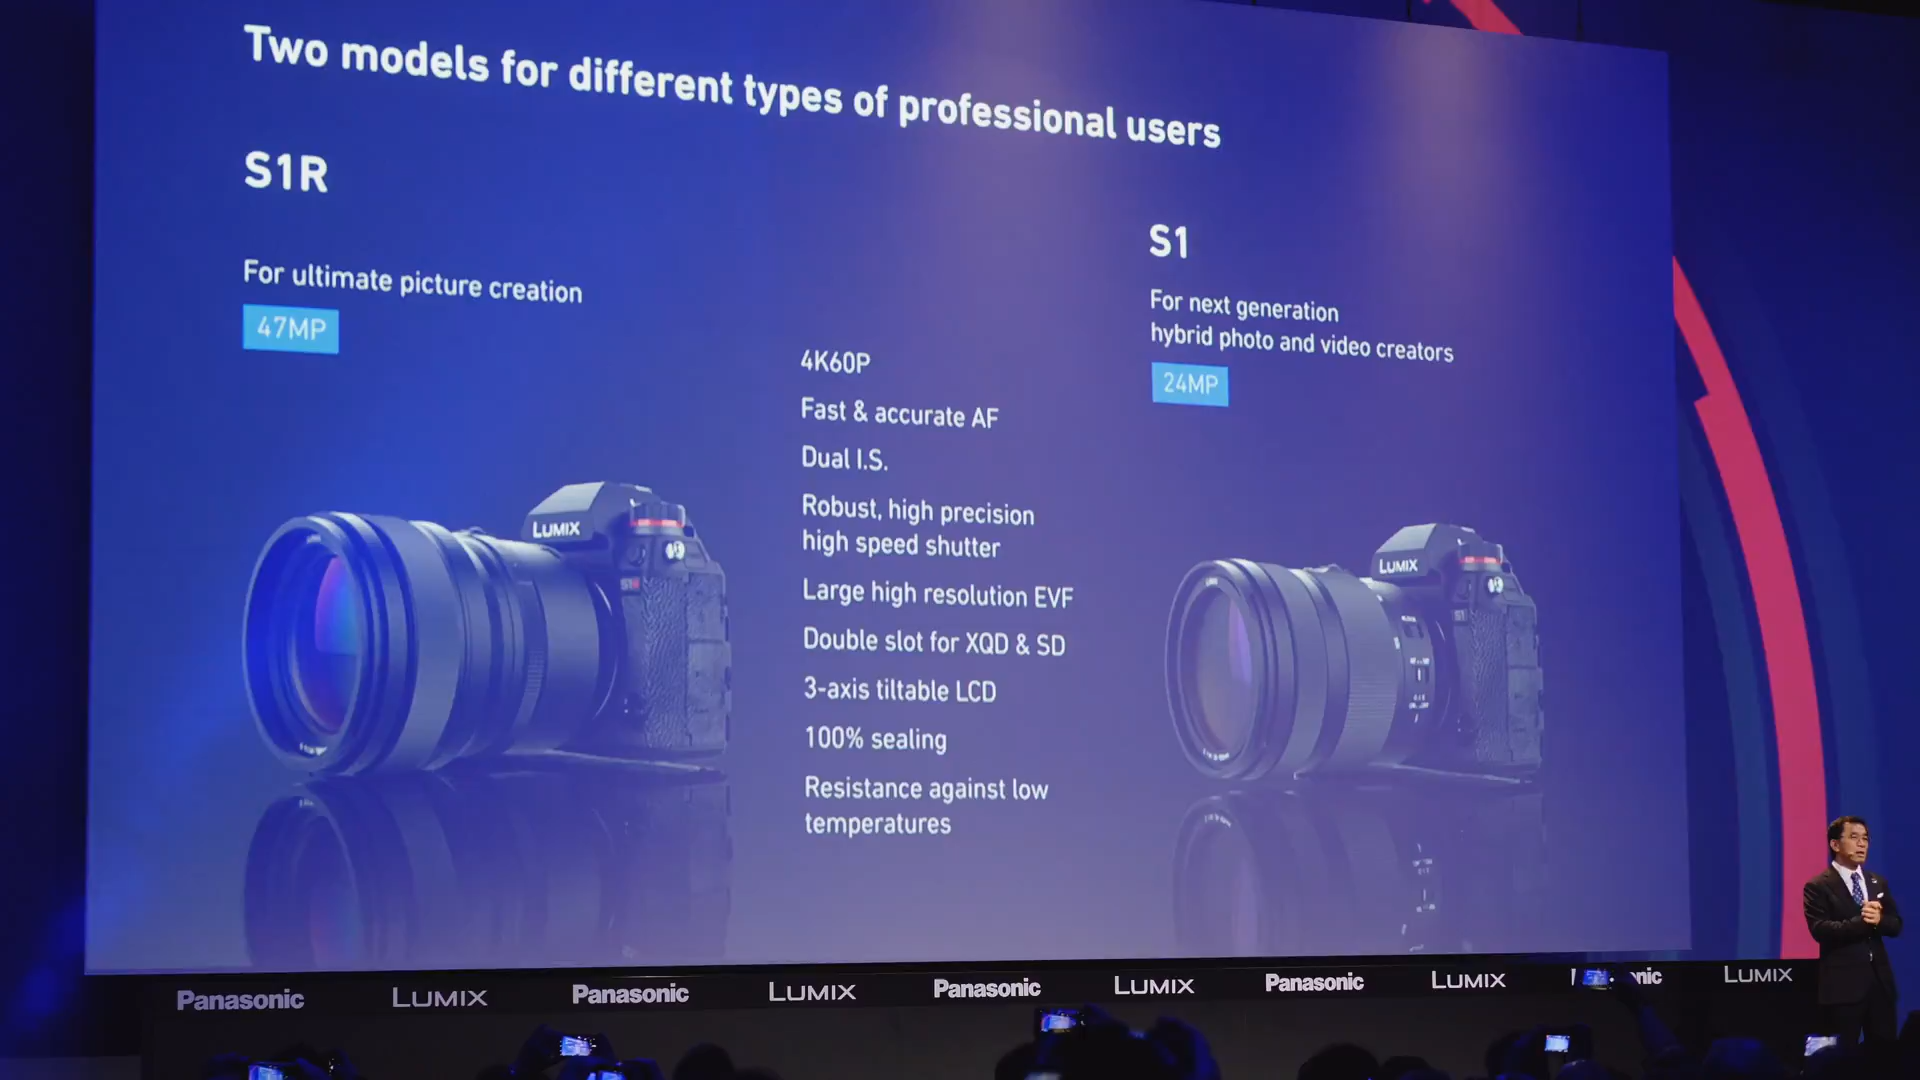 Two models for different types of professional users
S1R
For ultimate picture creation
47MP
S1
For next generation
hybrid photo and video creators
24MP
4K60P
Fast & accurate AF
Dual I.S.
Robust, high precision
high speed shutter
Large high resolution EVF
Double slot for XQD & SD
3-axis tiltable LCD
100% sealing
Resistance against low
temperatures
LUMIX
S1R
LUMIX
S1
Panasonic LUMIX Panasonic LUMIX Panasonic LUMIX Panasonic LUMIX nic LUMIX